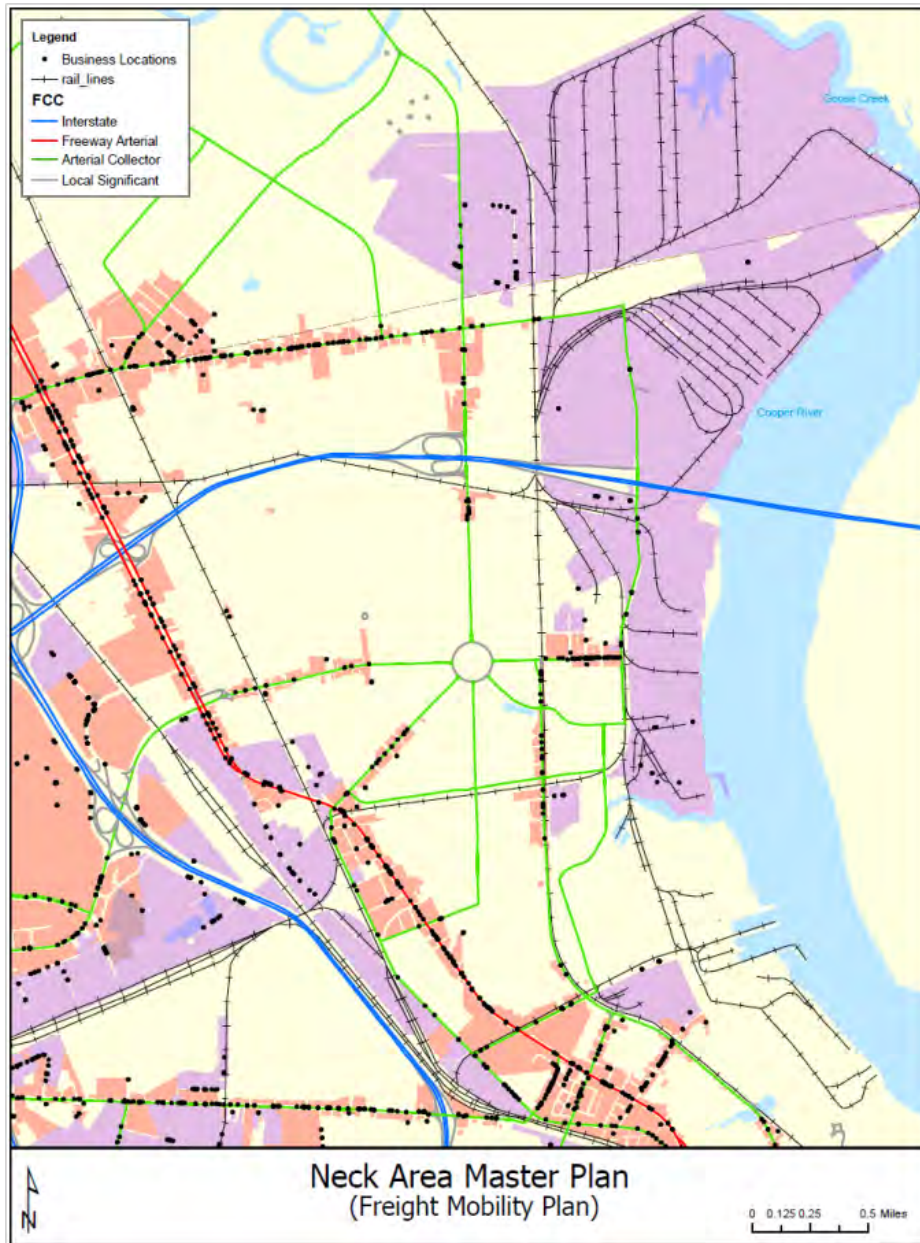 Legend
Business Locations
rail_lines
FCC
Interstate
Freeway Arterial
Arterial Collector
Local Significant
Goose Creek
Cooper River
Neck Area Master Plan
(Freight Mobility Plan)
N
0 0.125 0.25 0.5 Miles